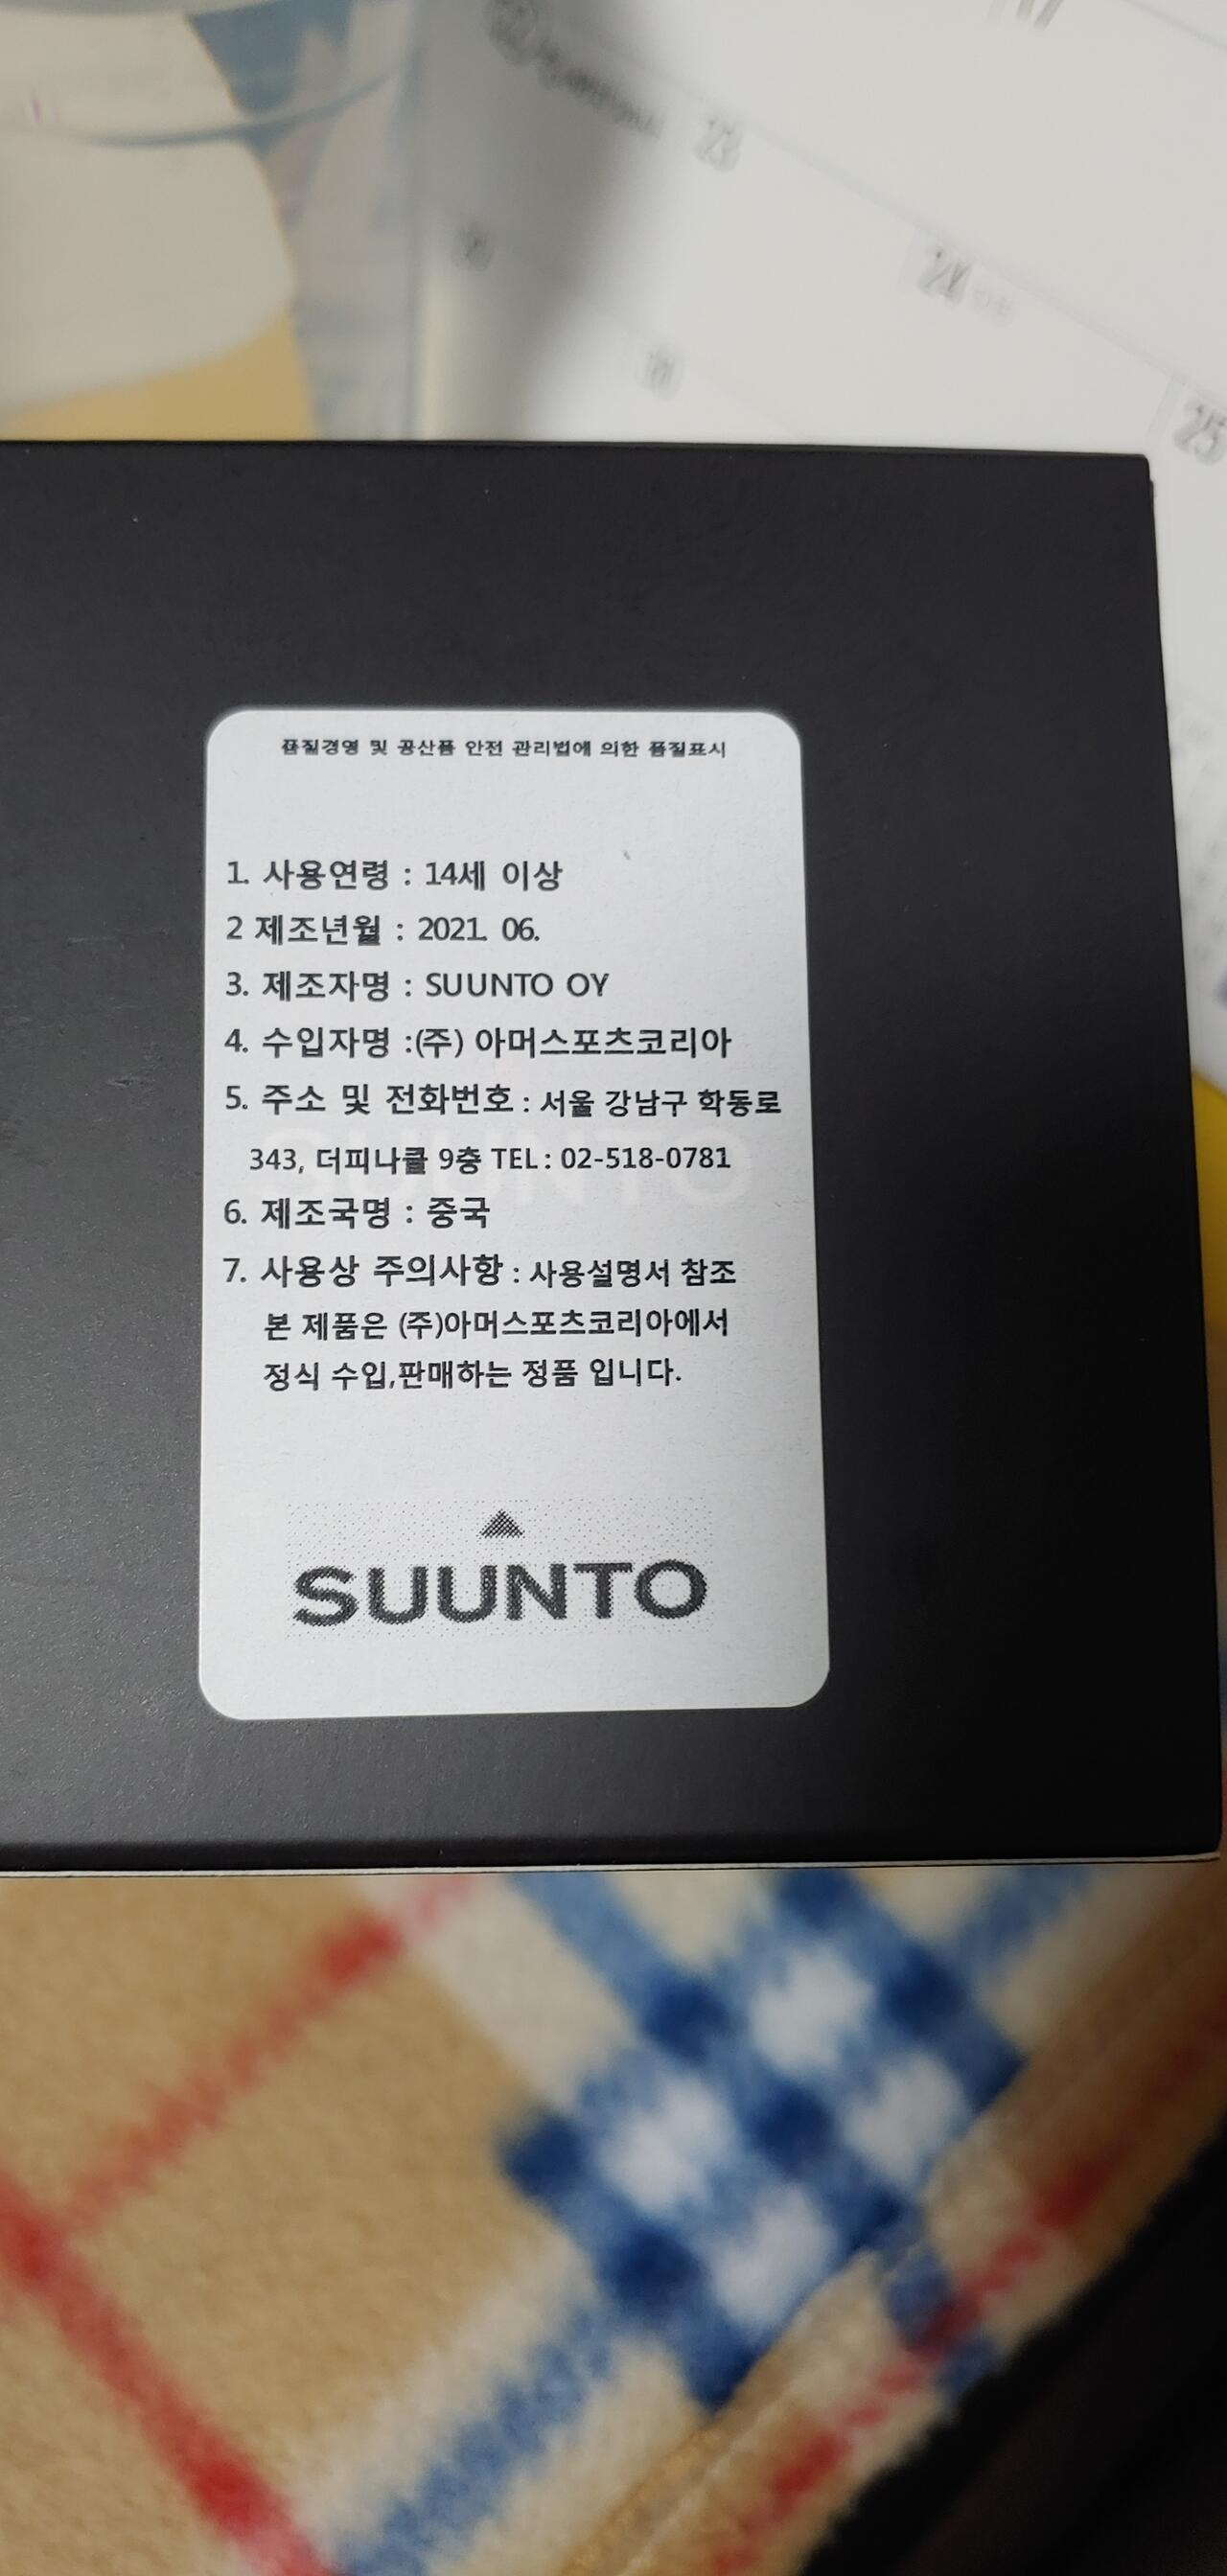 23
24
25
품질경영 및 공산품 안전 관리법에 의한 품질표시
1. 사용연령 : 14세 이상
2 제조년월 : 2021. 06.
3. 제조자명 : SUUNTO OY
4. 수입자명 :(주) 아머스포츠코리아
5. 주소 및 전화번호 : 서울 강남구 학동로
343, 더피나클 9층 TEL : 02-518-0781
6. 제조국명 : 중국
7. 사용상 주의사항 : 사용설명서 참조
본 제품은 (주)아머스포츠코리아에서
정식 수입,판매하는 정품 입니다.
SUUNTO
SUUNTO